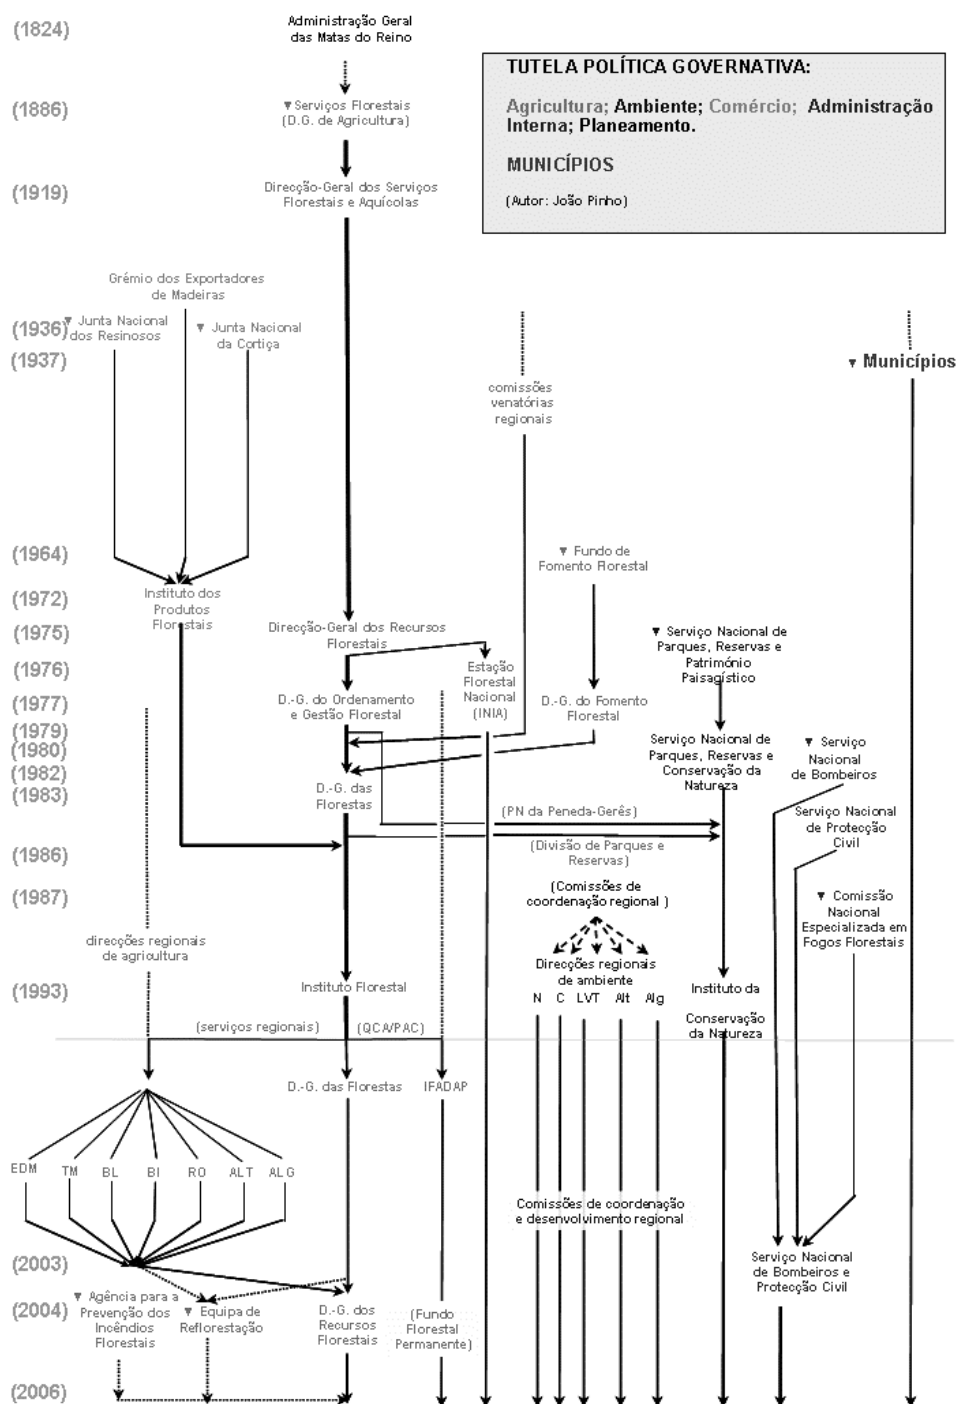 (1824)
Administração Geral
das Matas do Reino
TUTELA POLÍTICA GOVERNATIVA:
Agricultura; Ambiente; Comércio; Administração
Interna; Planeamento.
MUNICÍPIOS
(Autor: João Pinho)
(1886)
▼ Serviços Florestais
(D.G. de Agricultura)
(1919)
Direcção-Geral dos Serviços
Florestais e Aquícolas
Grémio dos Exportadores
de Madeiras
(1936)
▼ Junta Nacional
dos Resinosos
▼ Junta Nacional
da Cortiça
(1937)
▼ Municípios
comissões
venatórias
regionais
(1964)
▼ Fundo de
Fomento Florestal
(1972)
Instituto dos
Produtos
Florestais
(1975)
Direcção-Geral dos Recursos
Florestais
▼ Serviço Nacional de
Parques, Reservas e
Património
Paisagístico
(1976)
Estação
Florestal
Nacional
(INIA)
(1977)
D.-G. do Ordenamento
e Gestão Florestal
D.-G. do Fomento
Florestal
(1979)
(1980)
Serviço Nacional de
Parques, Reservas e
Conservação da
Natureza
▼ Serviço
Nacional
de Bombeiros
(1982)
(1983)
D.-G. das
Florestas
(PN da Peneda-Gerês)
Serviço Nacional
de Protecção
Civil
(1986)
(Divisão de Parques e
Reservas)
(1987)
(Comissões de
coordenação regional )
▼ Comissão
Nacional
Especializada em
Fogos Florestais
direcções regionais
de agricultura
Direcções regionais
de ambiente
N C LVT Alt Alg
(1993)
Instituto Florestal
Instituto da
Conservação
da Natureza
(serviços regionais)
(QCA/PAC)
D.-G. das Florestas
IFADAP
EDM TM BL BI RO ALT ALG
Comissões de coordenação
e desenvolvimento regional
(2003)
Serviço Nacional
de Bombeiros e
Protecção Civil
(2004)
▼ Agência para a
Prevenção dos
Incêndios
Florestais
▼ Equipa de
Reflorestação
D.-G. dos
Recursos
Florestais
(Fundo
Florestal
Permanente)
(2006)